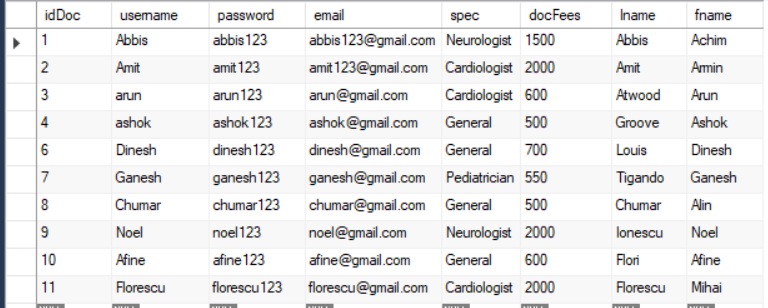 idDoc username password email spec docFees lname fname
1 Abbis abbis123 abbis123@gmail.com Neurologist 1500 Abbis Achim
2 Amit amit123 amit123@gmail.com Cardiologist 2000 Amit Armin
3 arun arun123 arun@gmail.com Cardiologist 600 Atwood Arun
4 ashok ashok123 ashok@gmail.com General 500 Groove Ashok
6 Dinesh dinesh123 dinesh@gmail.com General 700 Louis Dinesh
7 Ganesh ganesh123 ganesh@gmail.com Pediatrician 550 Tigando Ganesh
8 Chumar chumar123 chumar@gmail.com General 500 Chumar Alin
9 Noel noel123 noel@gmail.com Neurologist 2000 Ionescu Noel
10 Afine afine123 afine@gmail.com General 600 Flori Afine
11 Florescu florescu123 florescu@gmail.com Cardiologist 2000 Florescu Mihai